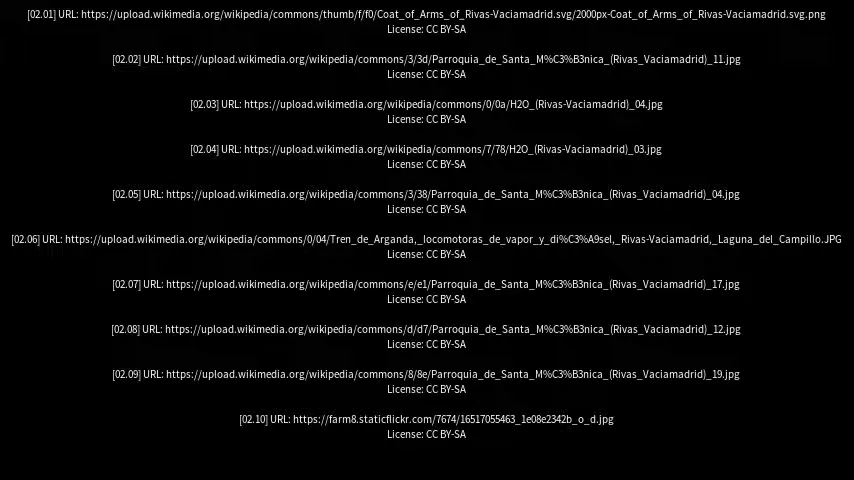 [02.01] URL: https://upload.wikimedia.org/wikipedia/commons/thumb/f/f0/Coat_of_Arms_of_Rivas-Vaciamadrid.svg/2000px-Coat_of_Arms_of_Rivas-Vaciamadrid.svg.png
License: CC BY-SA
[02.02] URL: https://upload.wikimedia.org/wikipedia/commons/3/3d/Parroquia_de_Santa_M%C3%B3nica_(Rivas_Vaciamadrid)_11.jpg
License: CC BY-SA
[02.03] URL: https://upload.wikimedia.org/wikipedia/commons/0/0a/H2O_(Rivas-Vaciamadrid)_04.jpg
License: CC BY-SA
[02.04] URL: https://upload.wikimedia.org/wikipedia/commons/7/78/H2O_(Rivas-Vaciamadrid)_03.jpg
License: CC BY-SA
[02.05] URL: https://upload.wikimedia.org/wikipedia/commons/3/38/Parroquia_de_Santa_M%C3%B3nica_(Rivas_Vaciamadrid)_04.jpg
License: CC BY-SA
[02.06] URL: https://upload.wikimedia.org/wikipedia/commons/0/04/Tren_de_Arganda,_locomotoras_de_vapor_y_di%C3%A9sel,_Rivas-Vaciamadrid,_Laguna_del_Campillo.JPG
License: CC BY-SA
[02.07] URL: https://upload.wikimedia.org/wikipedia/commons/e/e1/Parroquia_de_Santa_M%C3%B3nica_(Rivas_Vaciamadrid)_17.jpg
License: CC BY-SA
[02.08] URL: https://upload.wikimedia.org/wikipedia/commons/d/d7/Parroquia_de_Santa_M%C3%B3nica_(Rivas_Vaciamadrid)_12.jpg
License: CC BY-SA
[02.09] URL: https://upload.wikimedia.org/wikipedia/commons/8/8e/Parroquia_de_Santa_M%C3%B3nica_(Rivas_Vaciamadrid)_19.jpg
License: CC BY-SA
[02.10] URL: https://farm8.staticflickr.com/7674/16517055463_1e08e2342b_o_d.jpg
License: CC BY-SA